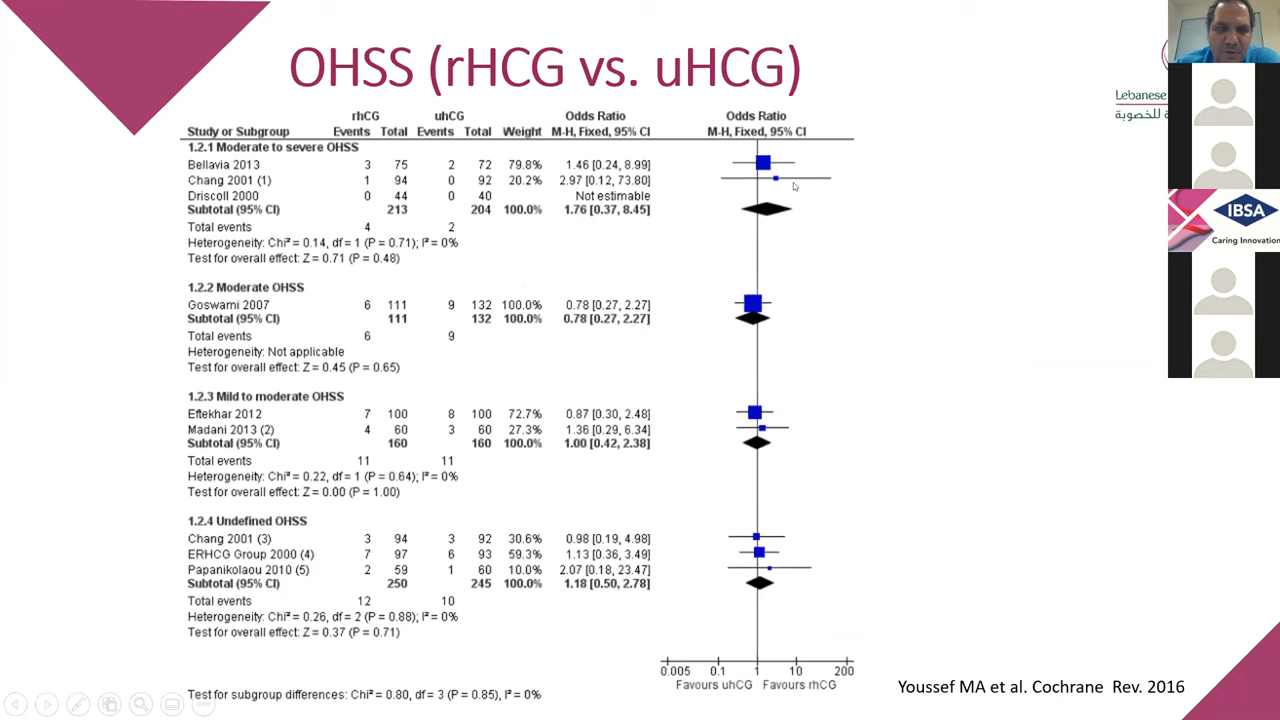 OHSS (rHCG vs. uHCG)
Lebanese
ة للخصوبة
IBSA
Caring Innovation
rhCG uhCG Odds Ratio Odds Ratio
Study or Subgroup Events Total Events Total Weight M-H, Fixed, 95% CI M-H, Fixed, 95% CI
1.2.1 Moderate to severe OHSS
Bellavia 2013 3 75 2 72 79.8% 1.46 [0.24, 8.99]
Chang 2001 (1) 1 94 0 92 20.2% 2.97 [0.12, 73.80]
Driscoll 2000 0 44 0 40 Not estimable
Subtotal (95% CI) 213 204 100.0% 1.76 [0.37, 8.45]
Total events 4 2
Heterogeneity: Chi² = 0.14, df = 1 (P = 0.71); I² = 0%
Test for overall effect: Z = 0.71 (P = 0.48)
1.2.2 Moderate OHSS
Goswami 2007 6 111 9 132 100.0% 0.78 [0.27, 2.27]
Subtotal (95% CI) 111 132 100.0% 0.78 [0.27, 2.27]
Total events 6 9
Heterogeneity: Not applicable
Test for overall effect: Z = 0.45 (P = 0.65)
1.2.3 Mild to moderate OHSS
Eftekhar 2012 7 100 8 100 72.7% 0.87 [0.30, 2.48]
Madani 2013 (2) 4 60 3 60 27.3% 1.36 [0.29, 6.34]
Subtotal (95% CI) 160 160 100.0% 1.00 [0.42, 2.38]
Total events 11 11
Heterogeneity: Chi² = 0.22, df = 1 (P = 0.64); I² = 0%
Test for overall effect: Z = 0.00 (P = 1.00)
1.2.4 Undefined OHSS
Chang 2001 (3) 3 94 3 92 30.6% 0.98 [0.19, 4.98]
ERHCG Group 2000 (4) 7 97 6 93 59.3% 1.13 [0.36, 3.49]
Papanikolaou 2010 (5) 2 59 1 60 10.0% 2.07 [0.18, 23.47]
Subtotal (95% CI) 250 245 100.0% 1.18 [0.50, 2.78]
Total events 12 10
Heterogeneity: Chi² = 0.26, df = 2 (P = 0.88); I² = 0%
Test for overall effect: Z = 0.37 (P = 0.71)
0.005 0.1 1 10 200
Favours uhCG Favours rhCG
Test for subgroup differences: Chi² = 0.80, df = 3 (P = 0.85), I² = 0%
Youssef MA et al. Cochrane Rev. 2016